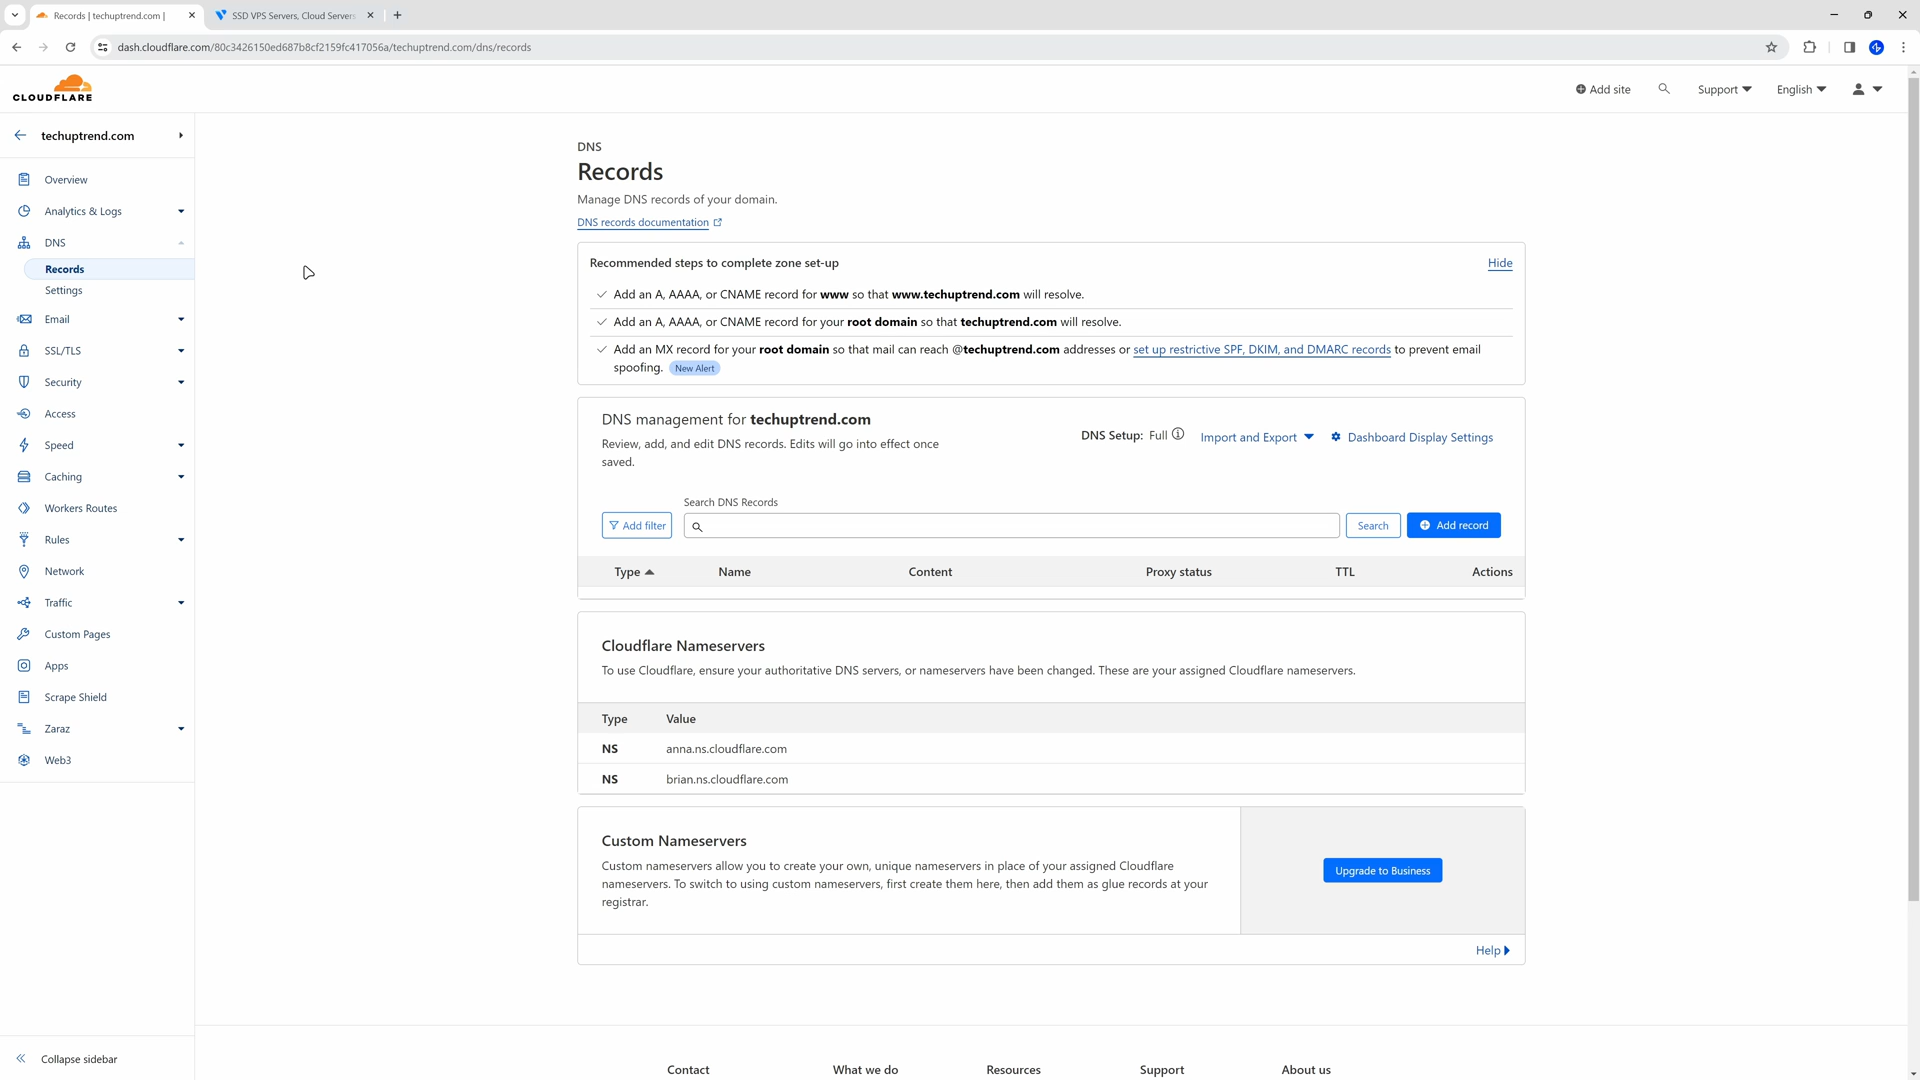 Records | techuptrend.com |
SSD VPS Servers, Cloud Servers
dash.cloudflare.com/80c3426150ed687b8cf2159fc417056a/techuptrend.com/dns/records
CLOUDFLARE
Add site
Support
English
techuptrend.com
Overview
Analytics & Logs
DNS
Records
Settings
Email
SSL/TLS
Security
Access
Speed
Caching
Workers Routes
Rules
Network
Traffic
Custom Pages
Apps
Scrape Shield
Zaraz
Web3
Collapse sidebar
DNS
Records
Manage DNS records of your domain.
DNS records documentation
Recommended steps to complete zone set-up
Hide
Add an A, AAAA, or CNAME record for www so that www.techuptrend.com will resolve.
Add an A, AAAA, or CNAME record for your root domain so that techuptrend.com will resolve.
Add an MX record for your root domain so that mail can reach @techuptrend.com addresses or set up restrictive SPF, DKIM, and DMARC records to prevent email
spoofing. New Alert
DNS management for techuptrend.com
Review, add, and edit DNS records. Edits will go into effect once
saved.
DNS Setup: Full
Import and Export
Dashboard Display Settings
Search DNS Records
Add filter
Search
Add record
Type Name Content Proxy status TTL Actions
Cloudflare Nameservers
To use Cloudflare, ensure your authoritative DNS servers, or nameservers have been changed. These are your assigned Cloudflare nameservers.
Type Value
NS anna.ns.cloudflare.com
NS brian.ns.cloudflare.com
Custom Nameservers
Custom nameservers allow you to create your own, unique nameservers in place of your assigned Cloudflare
nameservers. To switch to using custom nameservers, first create them here, then add them as glue records at your
registrar.
Upgrade to Business
Help
Contact What we do Resources Support About us